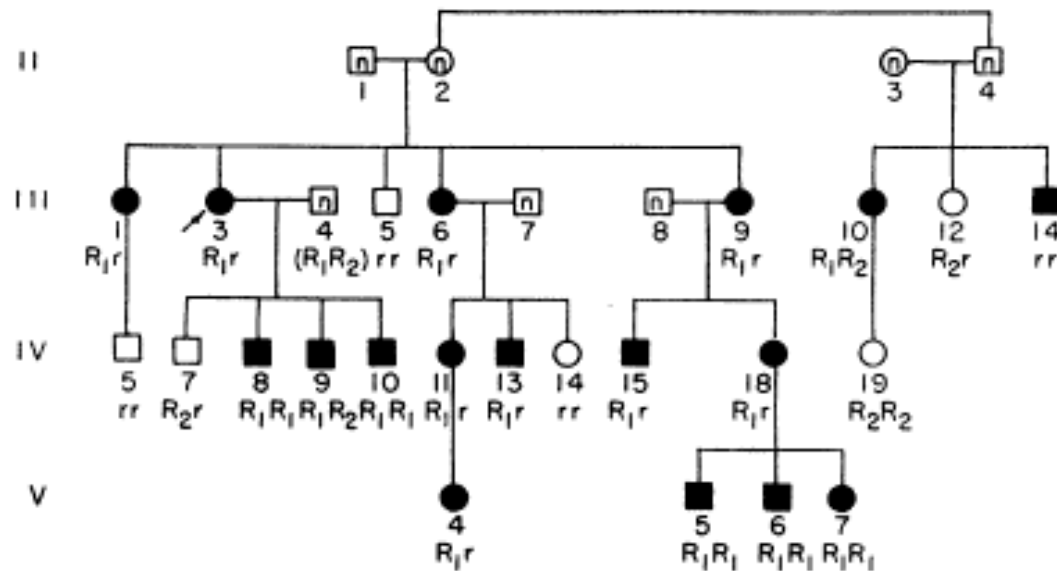 II n n n n
1 2 3 4
III n n n
1 3 4 5 6 7 8 9 10 12 14
R₁r R₁r (R₁R₂) rr R₁r R₁r R₁R₂ R₂r rr
IV
5 7 8 9 10 11 13 14 15 18 19
rr R₂r R₁R₁ R₁R₂ R₁R₁ R₁r R₁r rr R₁r R₁r R₂R₂
V
4 5 6 7
R₁r R₁R₁ R₁R₁ R₁R₁